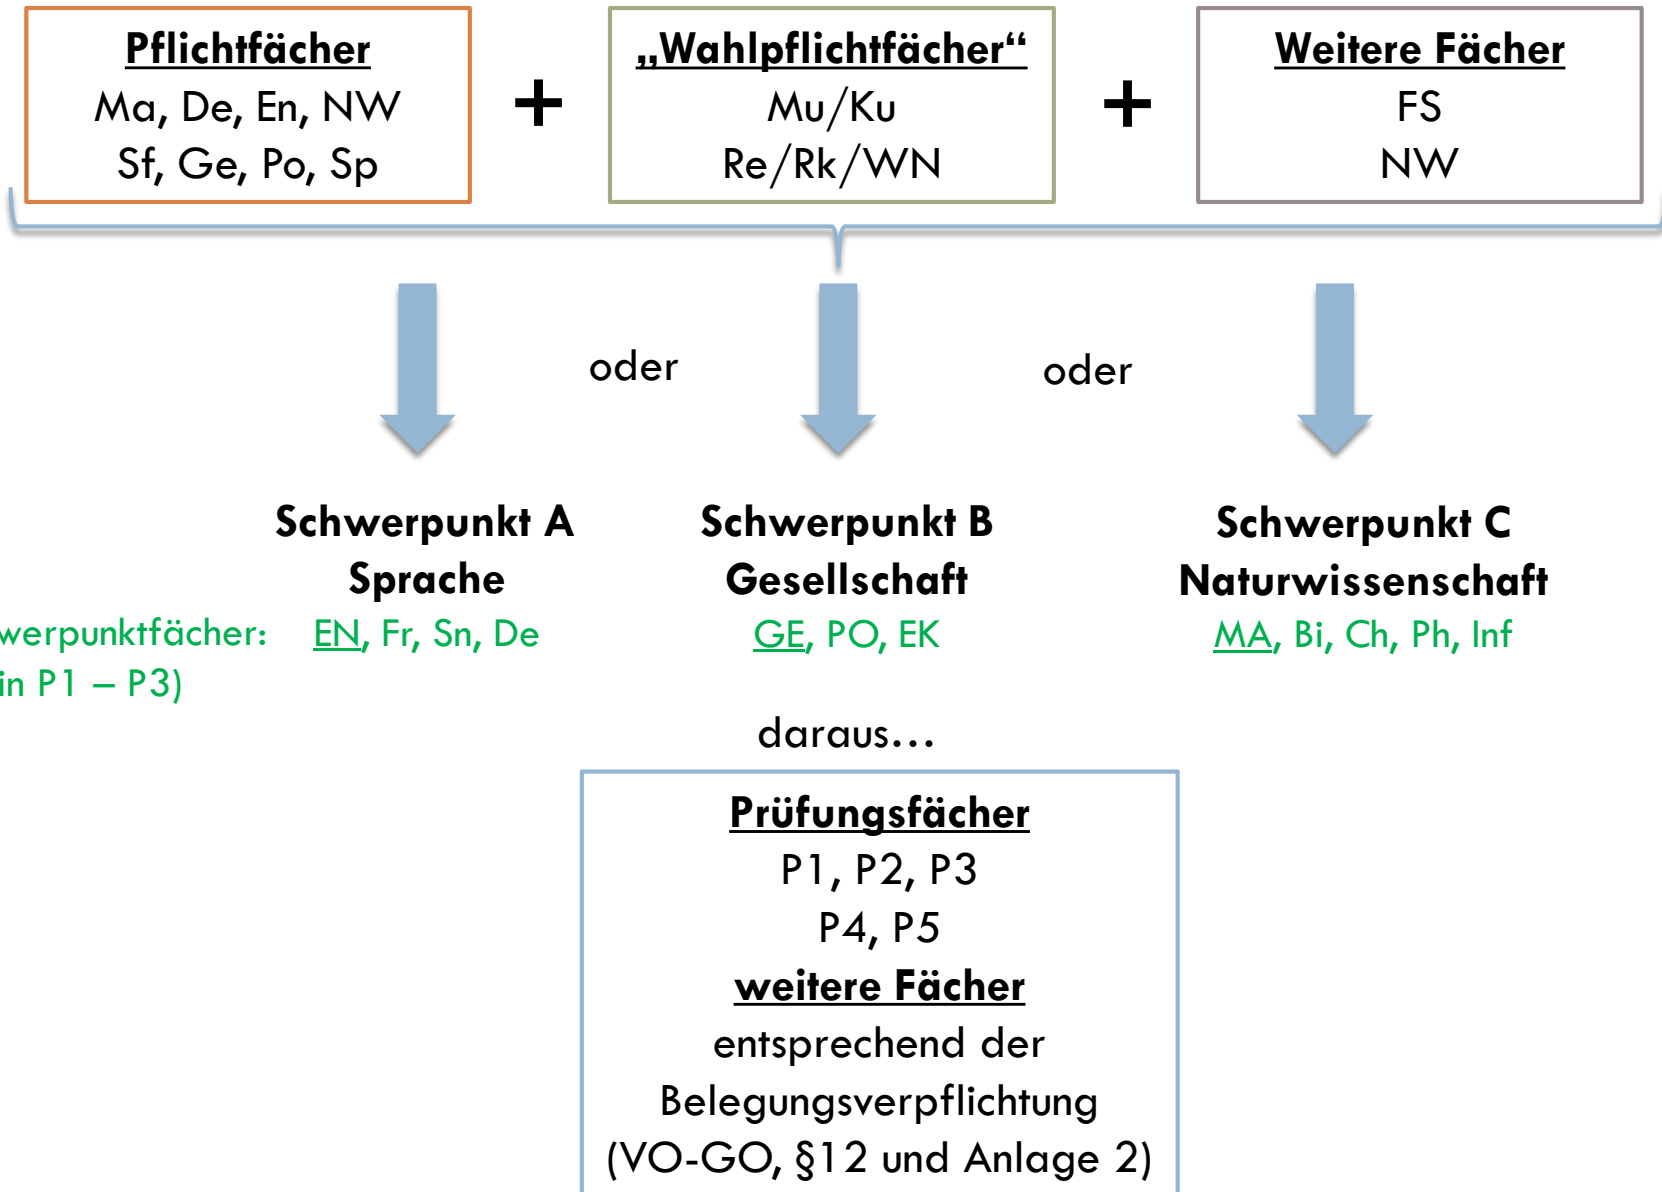 Pflichtfächer
Ma, De, En, NW
Sf, Ge, Po, Sp
+
„Wahlpflichtfächer“
Mu/Ku
Re/Rk/WN
+
Weitere Fächer
FS
NW
oder
oder
Schwerpunkt A
Sprache
Schwerpunkt B
Gesellschaft
Schwerpunkt C
Naturwissenschaft
werpunktfächer:
in P1 – P3)
EN, Fr, Sn, De
GE, PO, EK
MA, Bi, Ch, Ph, Inf
daraus…
Prüfungsfächer
P1, P2, P3
P4, P5
weitere Fächer
entsprechend der
Belegungsverpflichtung
(VO-GO, §12 und Anlage 2)